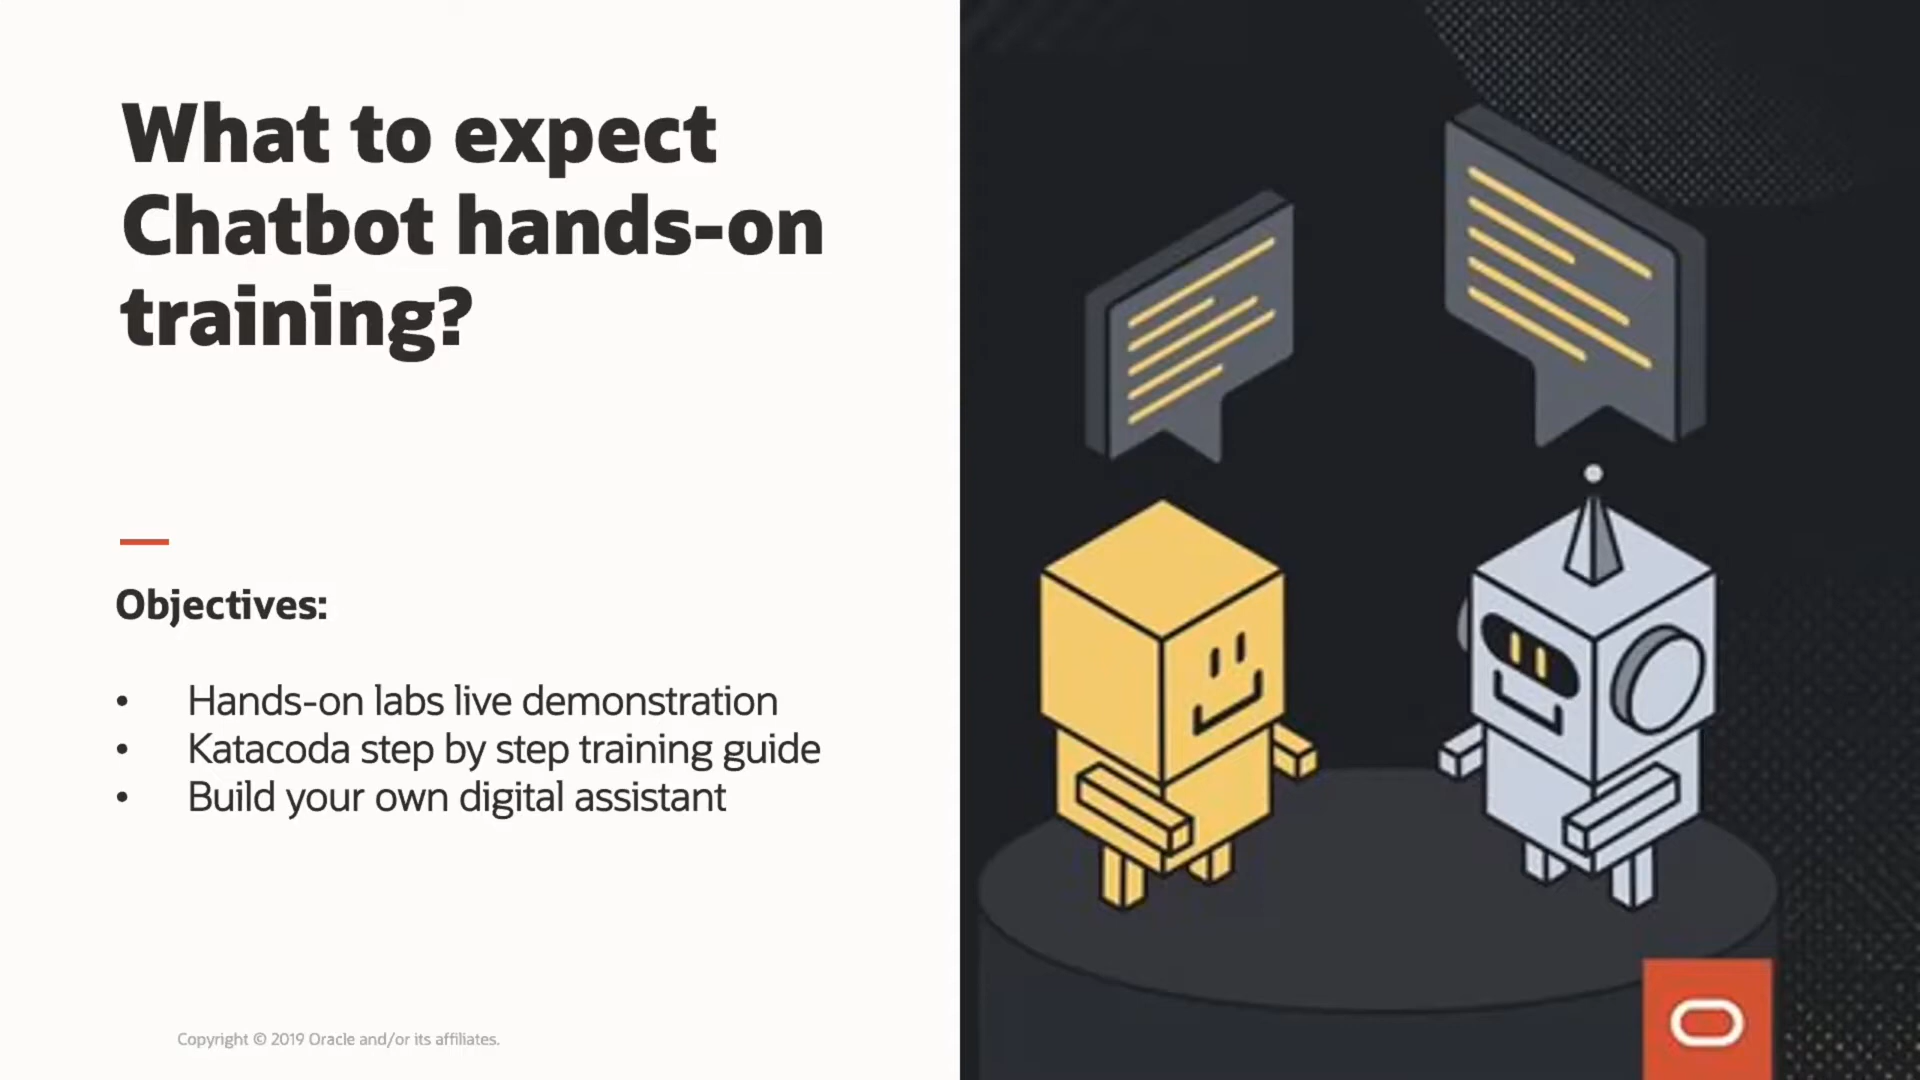 What to expect
Chatbot hands-on
training?
Objectives:
• Hands-on labs live demonstration
• Katacoda step by step training guide
• Build your own digital assistant
Copyright © 2019 Oracle and/or its affiliates.